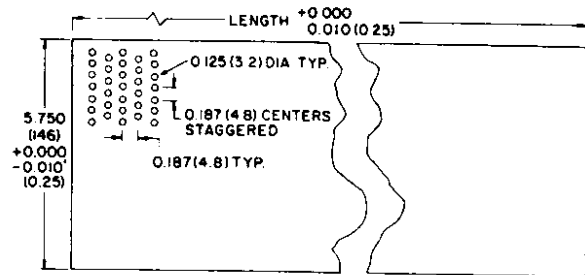 LENGTH +0.000
0.010(0.25)
0.125(3.2) DIA TYP.
0.187(4.8) CENTERS
STAGGERED
0.187(4.8) TYP.
5.750
(146)
+0.000
-0.010'
(0.25)